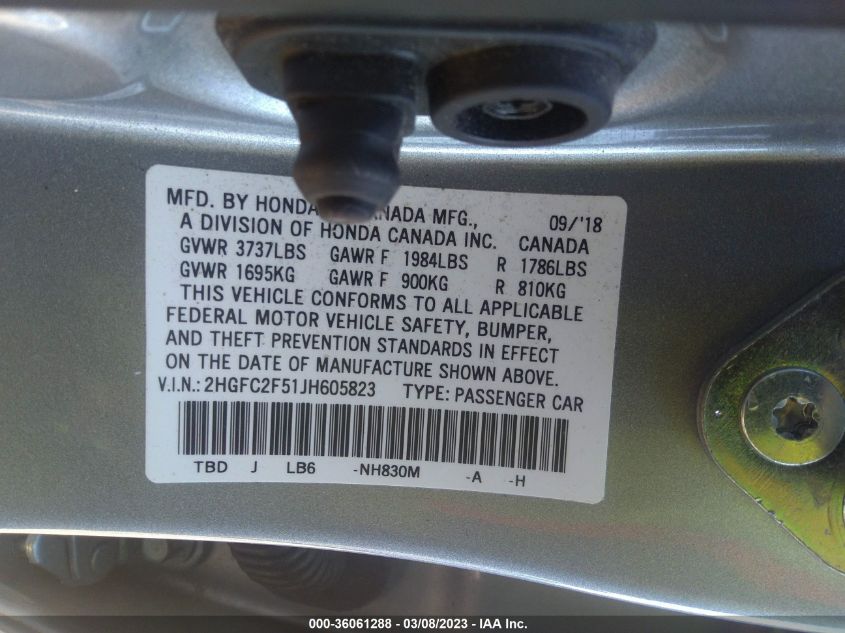 MFD. BY HONDA CANADA MFG., 09/'18
A DIVISION OF HONDA CANADA INC. CANADA
GVWR 3737LBS GAWR F 1984LBS R 1786LBS
GVWR 1695KG GAWR F 900KG R 810KG
THIS VEHICLE CONFORMS TO ALL APPLICABLE
FEDERAL MOTOR VEHICLE SAFETY, BUMPER,
AND THEFT PREVENTION STANDARDS IN EFFECT
ON THE DATE OF MANUFACTURE SHOWN ABOVE.
V.I.N.: 2HGFC2F51JH605823 TYPE: PASSENGER CAR
TBD J LB6 -NH830M -A -H
000-36061288 - 03/08/2023 - IAA Inc.